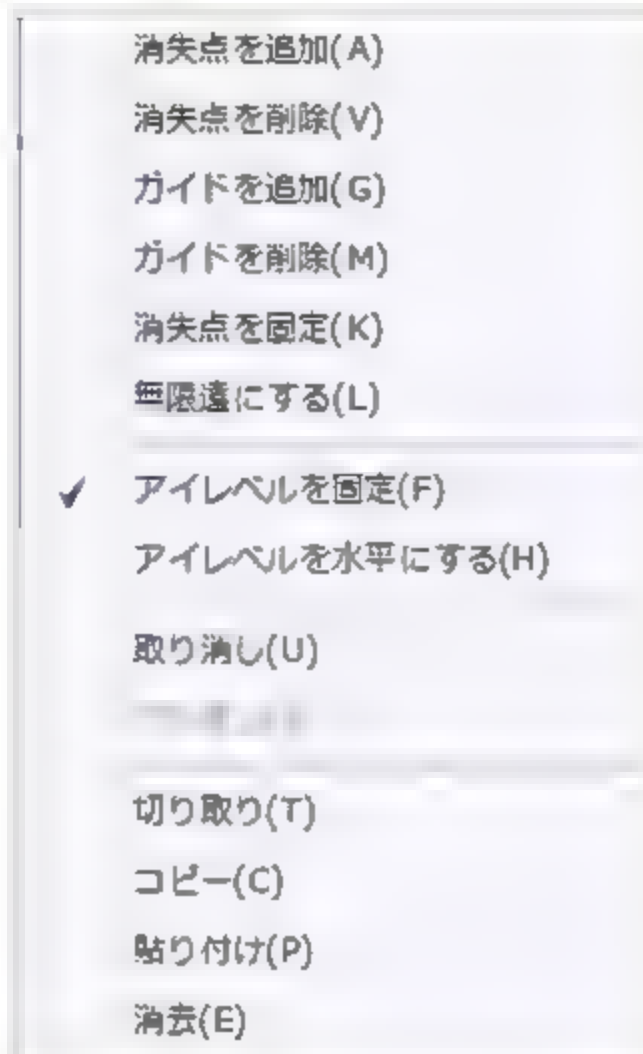 消失点を追加(A)
消失点を削除(V)
ガイドを追加(G)
ガイドを削除(M)
消失点を固定(K)
無限遠にする(L)
アイレベルを固定(F)
アイレベルを水平にする(H)
取り消し(U)
切り取り(T)
コピー(C)
貼り付け(P)
消去(E)